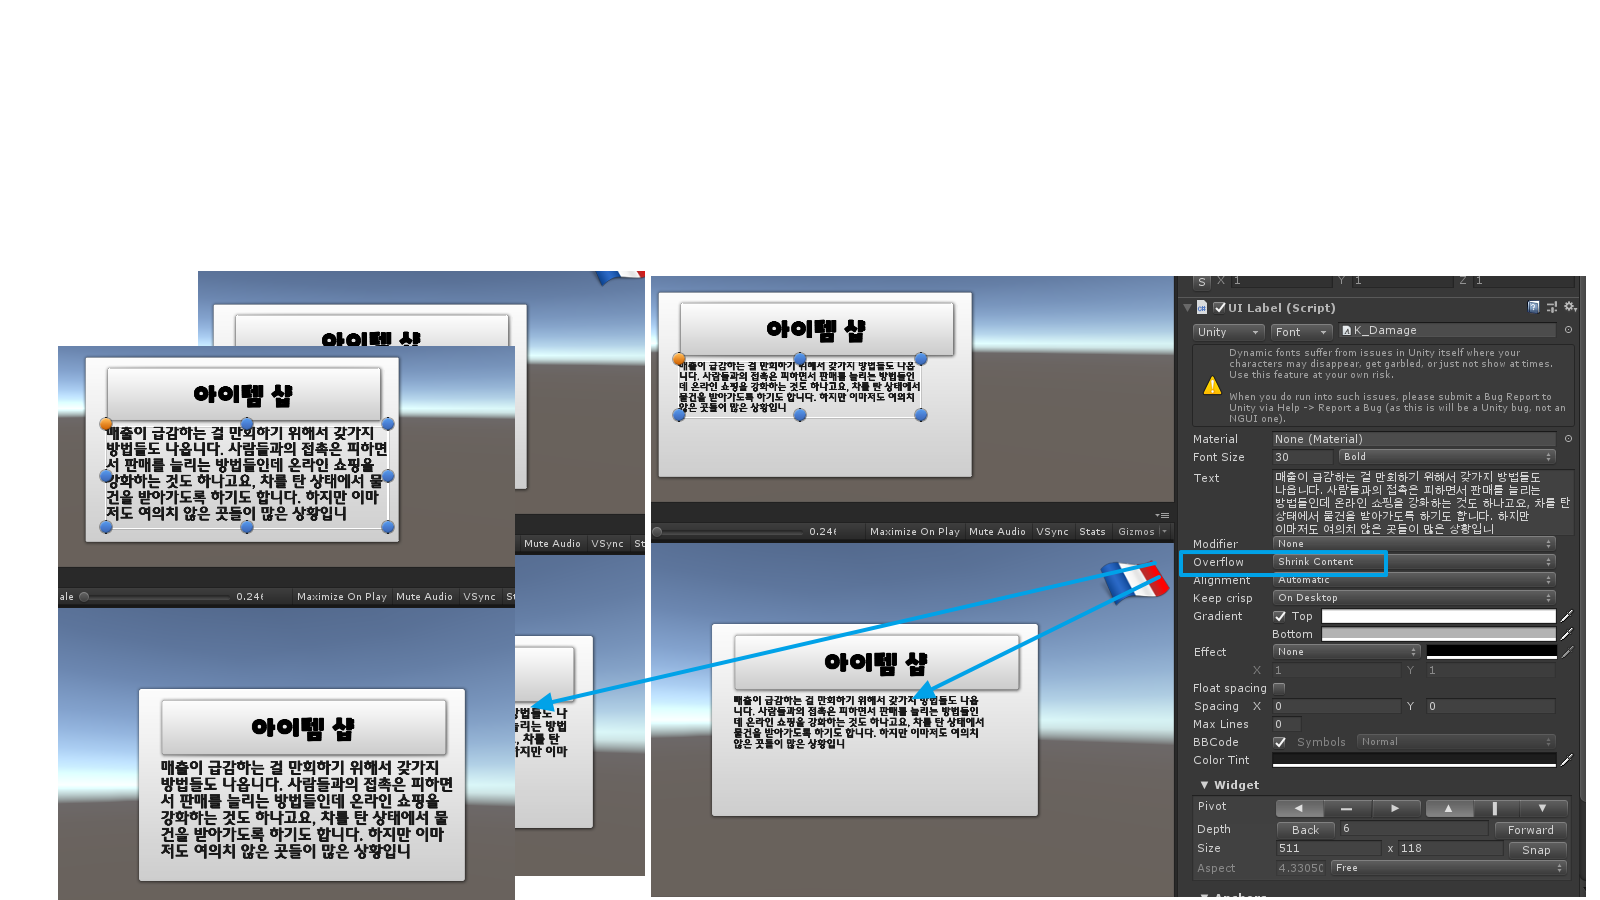 아이템 샵
아이템 샵
매출이 급감하는 걸 만회하기 위해서 갖가지
방법들도 나옵니다. 사람들과의 접촉은 피하면
서 판매를 늘리는 방법들인데 온라인 쇼핑을
강화하는 것도 하나고요, 차를 탄 상태에서 물
건을 받아가도록 하기도 합니다. 하지만 이마
저도 여의치 않은 곳들이 많은 상황입니
Mute Audio VSync St
ale 0.246 Maximize On Play Mute Audio VSync St
방법들도 나
늘리는 방법
차를 탄
하지만 이마
아이템 샵
매출이 급감하는 걸 만회하기 위해서 갖가지
방법들도 나옵니다. 사람들과의 접촉은 피하면
서 판매를 늘리는 방법들인데 온라인 쇼핑을
강화하는 것도 하나고요, 차를 탄 상태에서 물
건을 받아가도록 하기도 합니다. 하지만 이마
저도 여의치 않은 곳들이 많은 상황입니
아이템 샵
매출이 급감하는 걸 만회하기 위해서 갖가지 방법들도 나옵
니다. 사람들과의 접촉은 피하면서 판매를 늘리는 방법들인
데 온라인 쇼핑을 강화하는 것도 하나고요, 차를 탄 상태에서
물건을 받아가도록 하기도 합니다. 하지만 이마저도 여의치
않은 곳들이 많은 상황입니
0.246 Maximize On Play Mute Audio VSync Stats Gizmos
아이템 샵
매출이 급감하는 걸 만회하기 위해서 갖가지 방법들도 나옵
니다. 사람들과의 접촉은 피하면서 판매를 늘리는 방법들인
데 온라인 쇼핑을 강화하는 것도 하나고요, 차를 탄 상태에서
물건을 받아가도록 하기도 합니다. 하지만 이마저도 여의치
않은 곳들이 많은 상황입니
S X 1 Y 1 Z 1
UI Label (Script)
Unity Font K_Damage
Dynamic fonts suffer from issues in Unity itself where your
characters may disappear, get garbled, or just not show at times.
Use this feature at your own risk.
When you do run into such issues, please submit a Bug Report to
Unity via Help -> Report a Bug (as this is will be a Unity bug, not an
NGUI one).
Material None (Material)
Font Size 30 Bold
Text 매출이 급감하는 걸 만회하기 위해서 갖가지 방법들도
나옵니다. 사람들과의 접촉은 피하면서 판매를 늘리는
방법들인데 온라인 쇼핑을 강화하는 것도 하나고요, 차를 탄
상태에서 물건을 받아가도록 하기도 합니다. 하지만
이마저도 여의치 않은 곳들이 많은 상황입니
Modifier None
Overflow Shrink Content
Alignment Automatic
Keep crisp On Desktop
Gradient Top
Bottom
Effect None
X 1 Y 1
Float spacing
Spacing X 0 Y 0
Max Lines 0
BBCode Symbols Normal
Color Tint
Widget
Pivot
Depth Back 6 Forward
Size 511 x 118 Snap
Aspect 4.33050 Free
Anchors